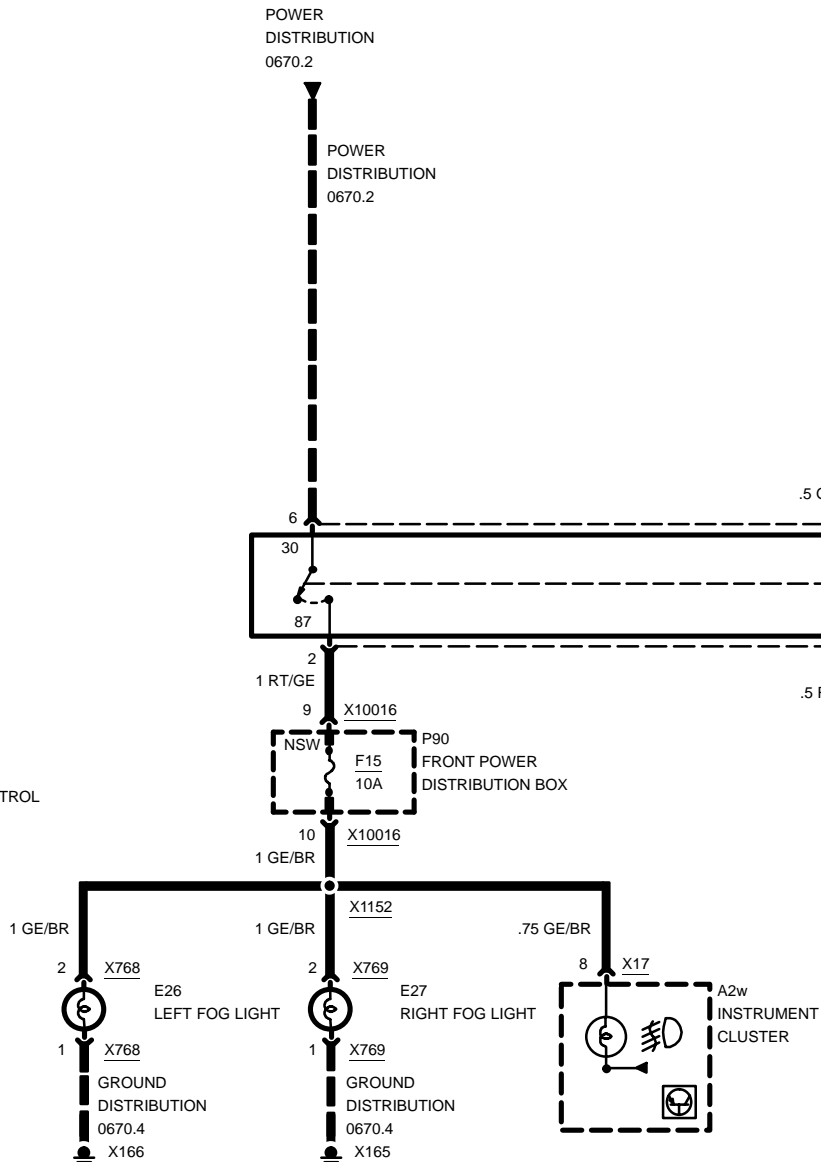 POWER
DISTRIBUTION
0670.2
POWER
DISTRIBUTION
0670.2
.5
6
30
87
2
1 RT/GE
.5
9 X10016
NSW
F15
10A
P90
FRONT POWER
DISTRIBUTION BOX
TROL
10 X10016
1 GE/BR
X1152
1 GE/BR
1 GE/BR
.75 GE/BR
2 X768
2 X769
8 X17
E26
LEFT FOG LIGHT
E27
RIGHT FOG LIGHT
A2w
INSTRUMENT
CLUSTER
1 X768
1 X769
GROUND
DISTRIBUTION
0670.4
GROUND
DISTRIBUTION
0670.4
X166
X165